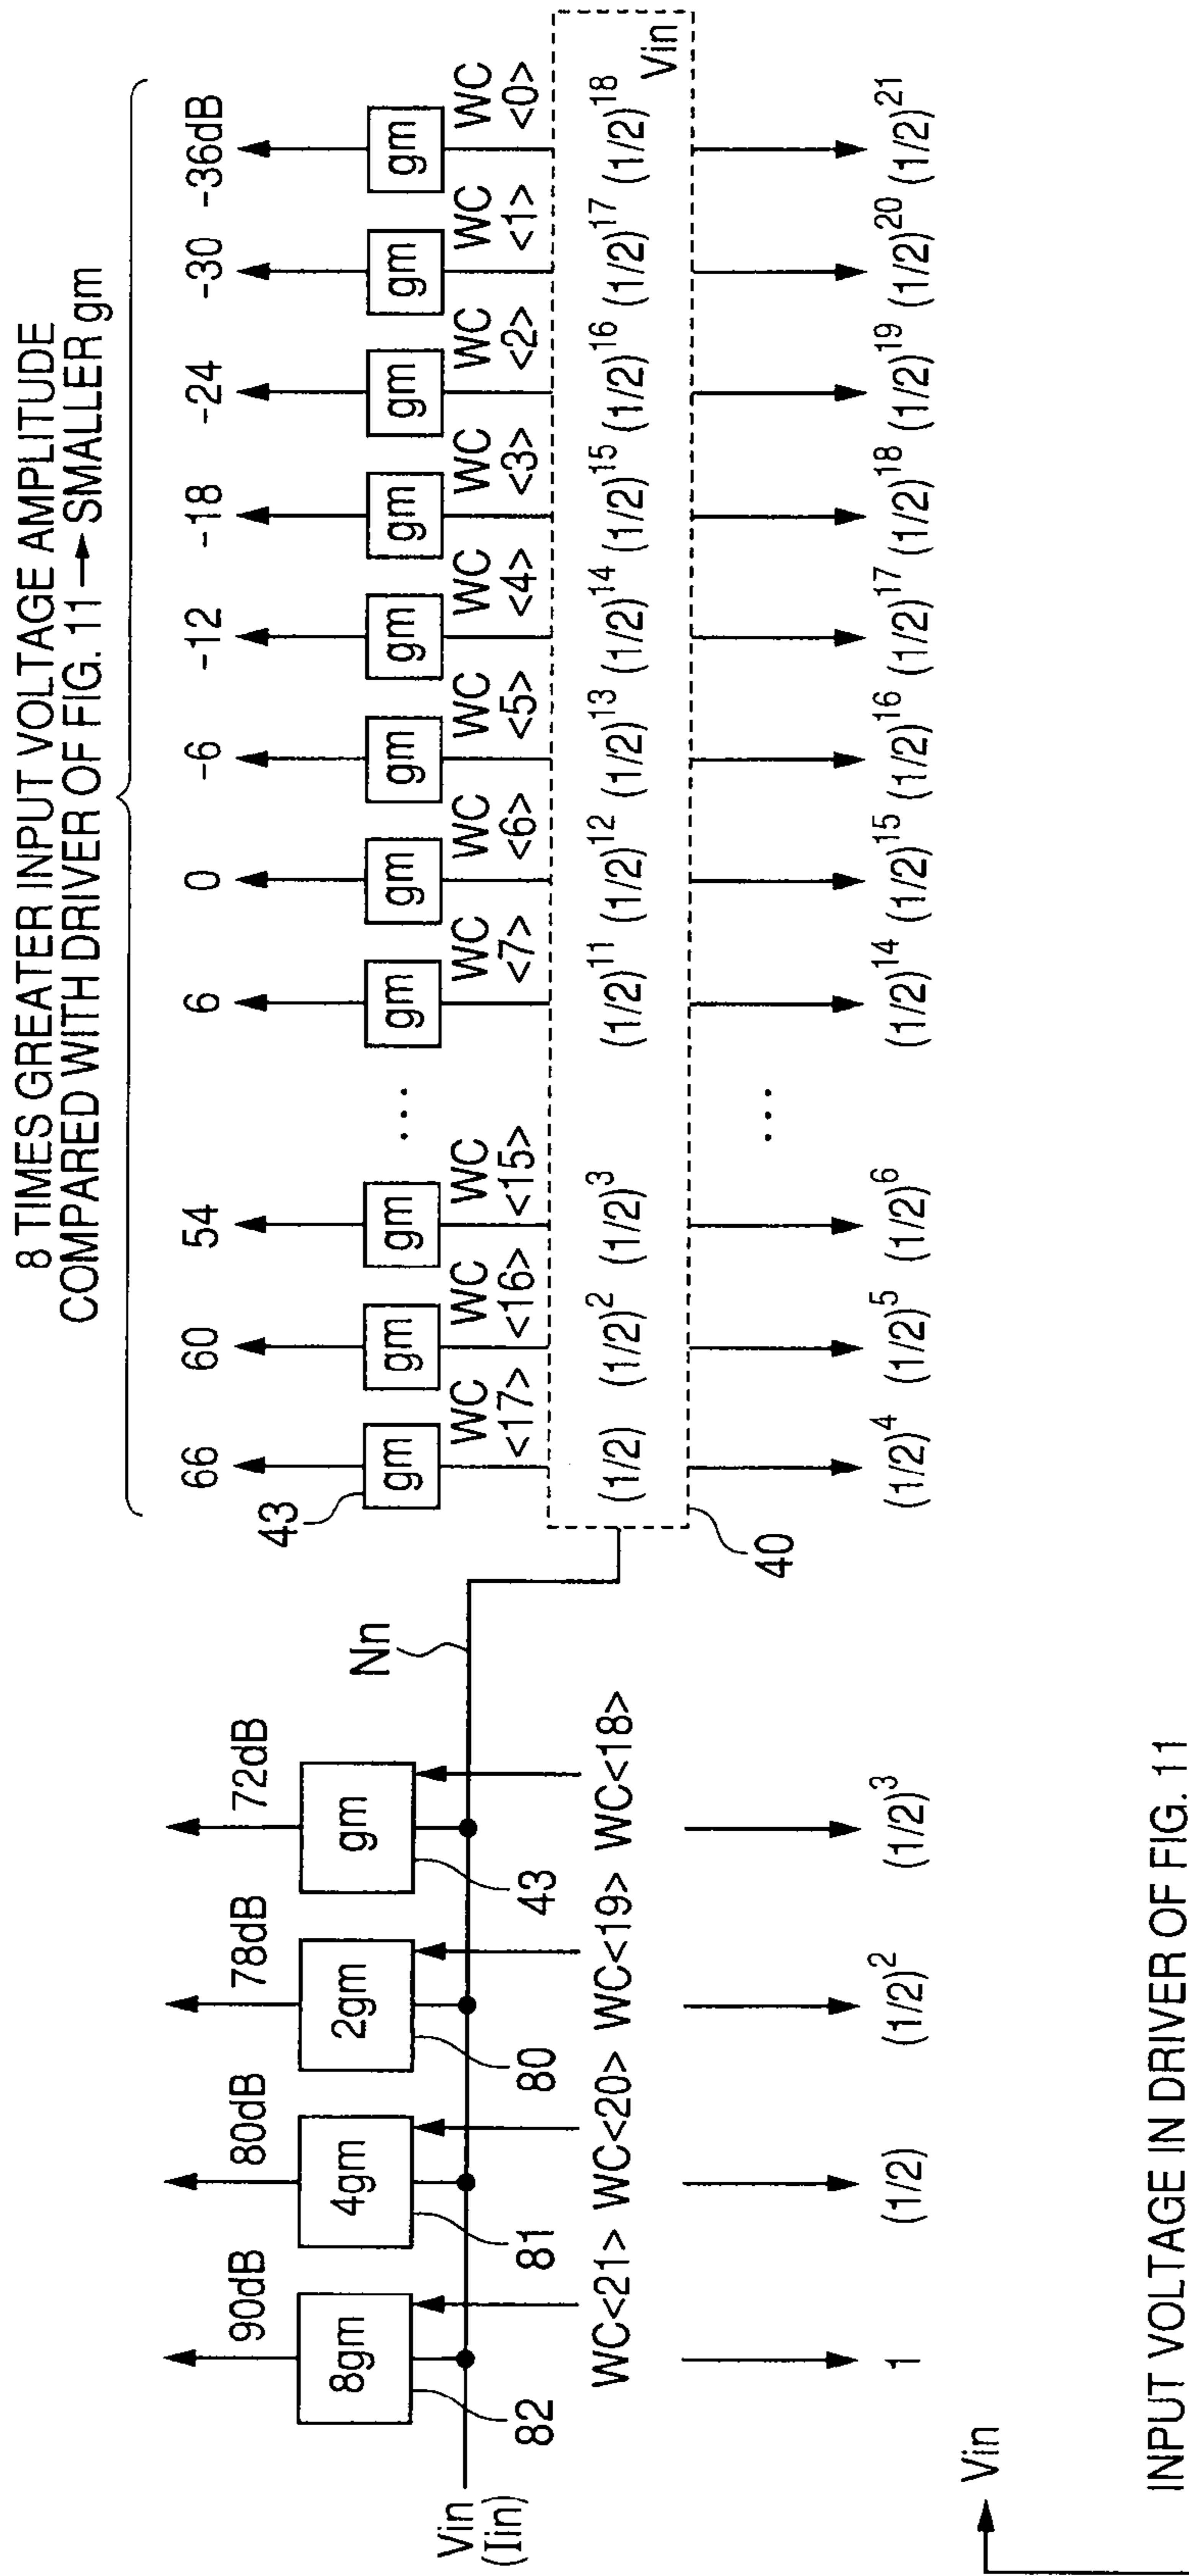 8 TIMES GREATER INPUT VOLTAGE AMPLITUDE
COMPARED WITH DRIVER OF FIG. 11 → SMALLER gm
90dB 80dB 78dB 72dB 66 60 54 6 0 -6 -12 -18 -24 -30 -36dB
8gm 4gm 2gm gm gm gm gm ... gm gm gm gm gm gm gm gm
82 81 80 43 43
Nn
Vin
(Iin)
WC<21> WC<20> WC<19> WC<18>
WC WC WC WC WC WC WC WC WC WC WC
<17> <16> <15> <7> <6> <5> <4> <3> <2> <1> <0>
(1/2) (1/2)2 (1/2)3 (1/2)11 (1/2)12 (1/2)13 (1/2)14 (1/2)15 (1/2)16 (1/2)17 (1/2)18
Vin
40
...
1 (1/2) (1/2)2 (1/2)3 (1/2)4 (1/2)5 (1/2)6 (1/2)14 (1/2)15 (1/2)16 (1/2)17 (1/2)18 (1/2)19 (1/2)20 (1/2)21
Vin
INPUT VOLTAGE IN DRIVER OF FIG. 11